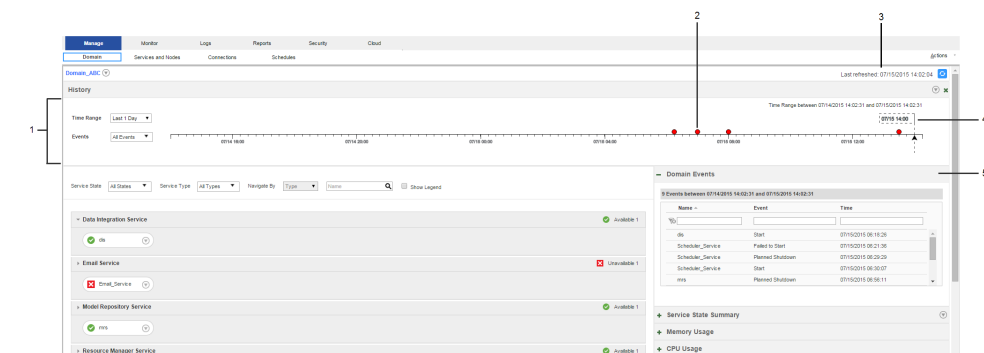 2
3
Manage Monitor Logs Reports Security Cloud
Domain Services and Nodes Connections Schedules
Actions
Domain_ABC
Last refreshed: 07/15/2015 14:02:04
History
Time Range between 07/14/2015 14:02:31 and 07/15/2015 14:02:31
Time Range Last 1 Day
07/15 14:00
4
1
Events All Events
07/14 16:00 07/14 20:00 07/15 00:00 07/15 04:00 07/15 08:00 07/15 12:00
Domain Events
5
Service State All States Service Type All Types Navigate By Type Name Show Legend
9 Events between 07/14/2015 14:02:31 and 07/15/2015 14:02:31
Name Event Time
Data Integration Service Available 1
dis
dis Start 07/15/2015 06:18:26
Scheduler_Service Failed to Start 07/15/2015 06:21:36
Scheduler_Service Planned Shutdown 07/15/2015 06:29:29
Scheduler_Service Start 07/15/2015 06:30:07
mrs Planned Shutdown 07/15/2015 06:56:11
Email Service Unavailable 1
Email_Service
Model Repository Service Available 1
mrs
Service State Summary
Memory Usage
Resource Manager Service Available 1
CPU Usage